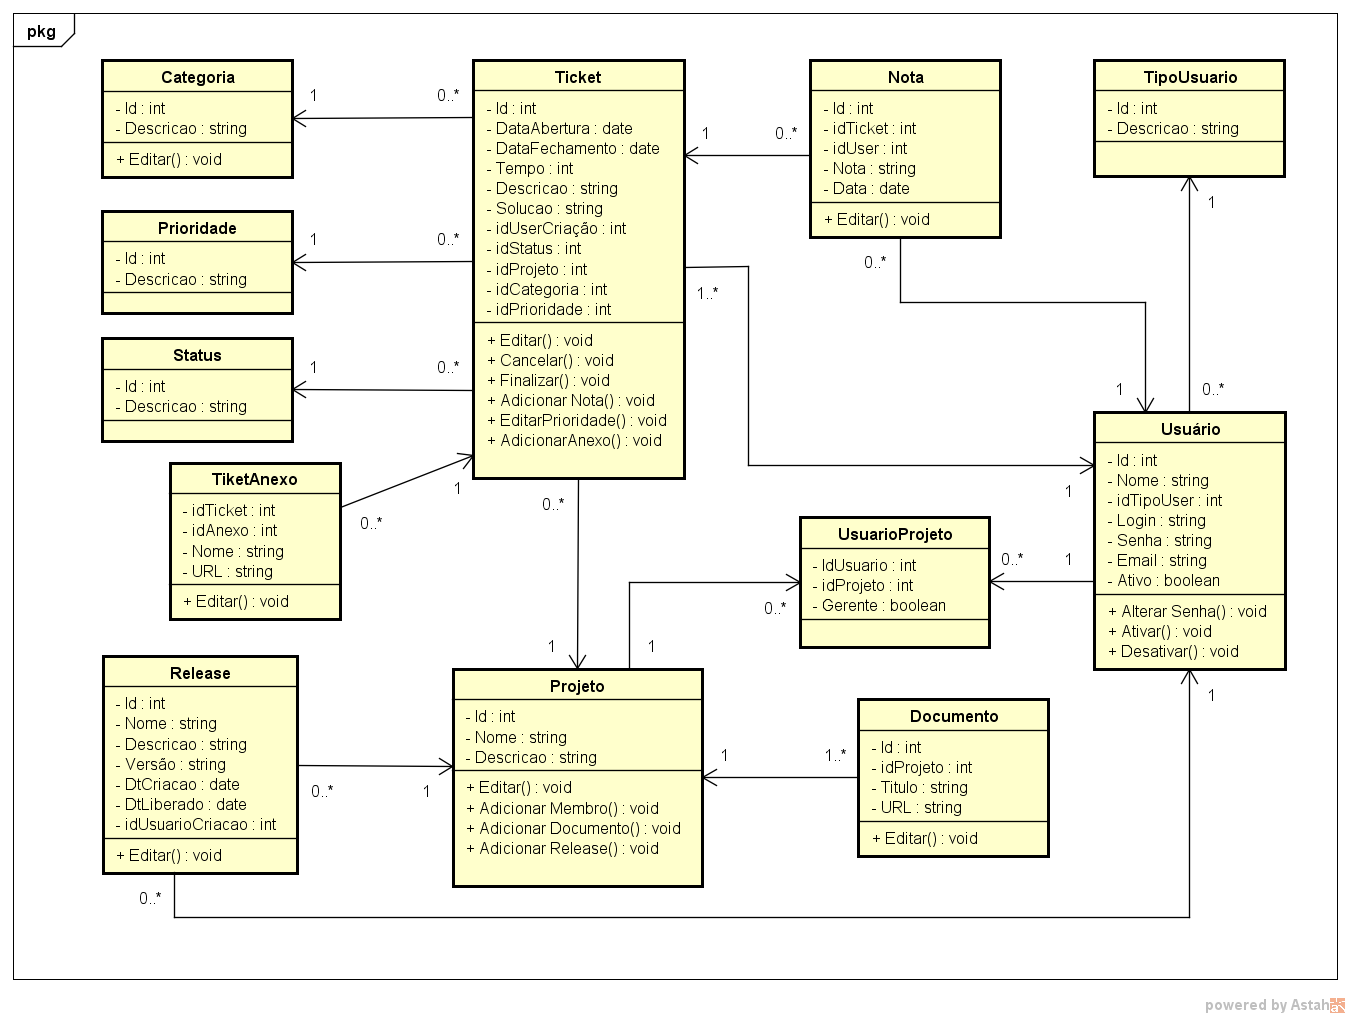 pkg
Categoria
- Id : int
- Descricao : string
+ Editar() : void
1
0..*
Ticket
- Id : int
- DataAbertura : date
- DataFechamento : date
- Tempo : int
- Descricao : string
- Solucao : string
- idUserCriação : int
- idStatus : int
- idProjeto : int
- idCategoria : int
- idPrioridade : int
+ Editar() : void
+ Cancelar() : void
+ Finalizar() : void
+ Adicionar Nota() : void
+ EditarPrioridade() : void
+ AdicionarAnexo() : void
1
0..*
Nota
- Id : int
- idTicket : int
- idUser : int
- Nota : string
- Data : date
+ Editar() : void
TipoUsuario
- Id : int
- Descricao : string
1
Prioridade
- Id : int
- Descricao : string
1
0..*
0..*
1..*
Status
- Id : int
- Descricao : string
1
0..*
1
0..*
Usuário
- Id : int
- Nome : string
- idTipoUser : int
- Login : string
- Senha : string
- Email : string
- Ativo : boolean
+ Alterar Senha() : void
+ Ativar() : void
+ Desativar() : void
TiketAnexo
- idTicket : int
- idAnexo : int
- Nome : string
- URL : string
+ Editar() : void
1
0..*
0..*
1
UsuarioProjeto
- IdUsuario : int
- idProjeto : int
- Gerente : boolean
0..*
1
0..*
1
1
Release
- Id : int
- Nome : string
- Descricao : string
- Versão : string
- DtCriacao : date
- DtLiberado : date
- idUsuarioCriacao : int
+ Editar() : void
0..*
1
Projeto
- Id : int
- Nome : string
- Descricao : string
+ Editar() : void
+ Adicionar Membro() : void
+ Adicionar Documento() : void
+ Adicionar Release() : void
1
1..*
Documento
- Id : int
- idProjeto : int
- Titulo : string
- URL : string
+ Editar() : void
1
0..*
powered by Astah